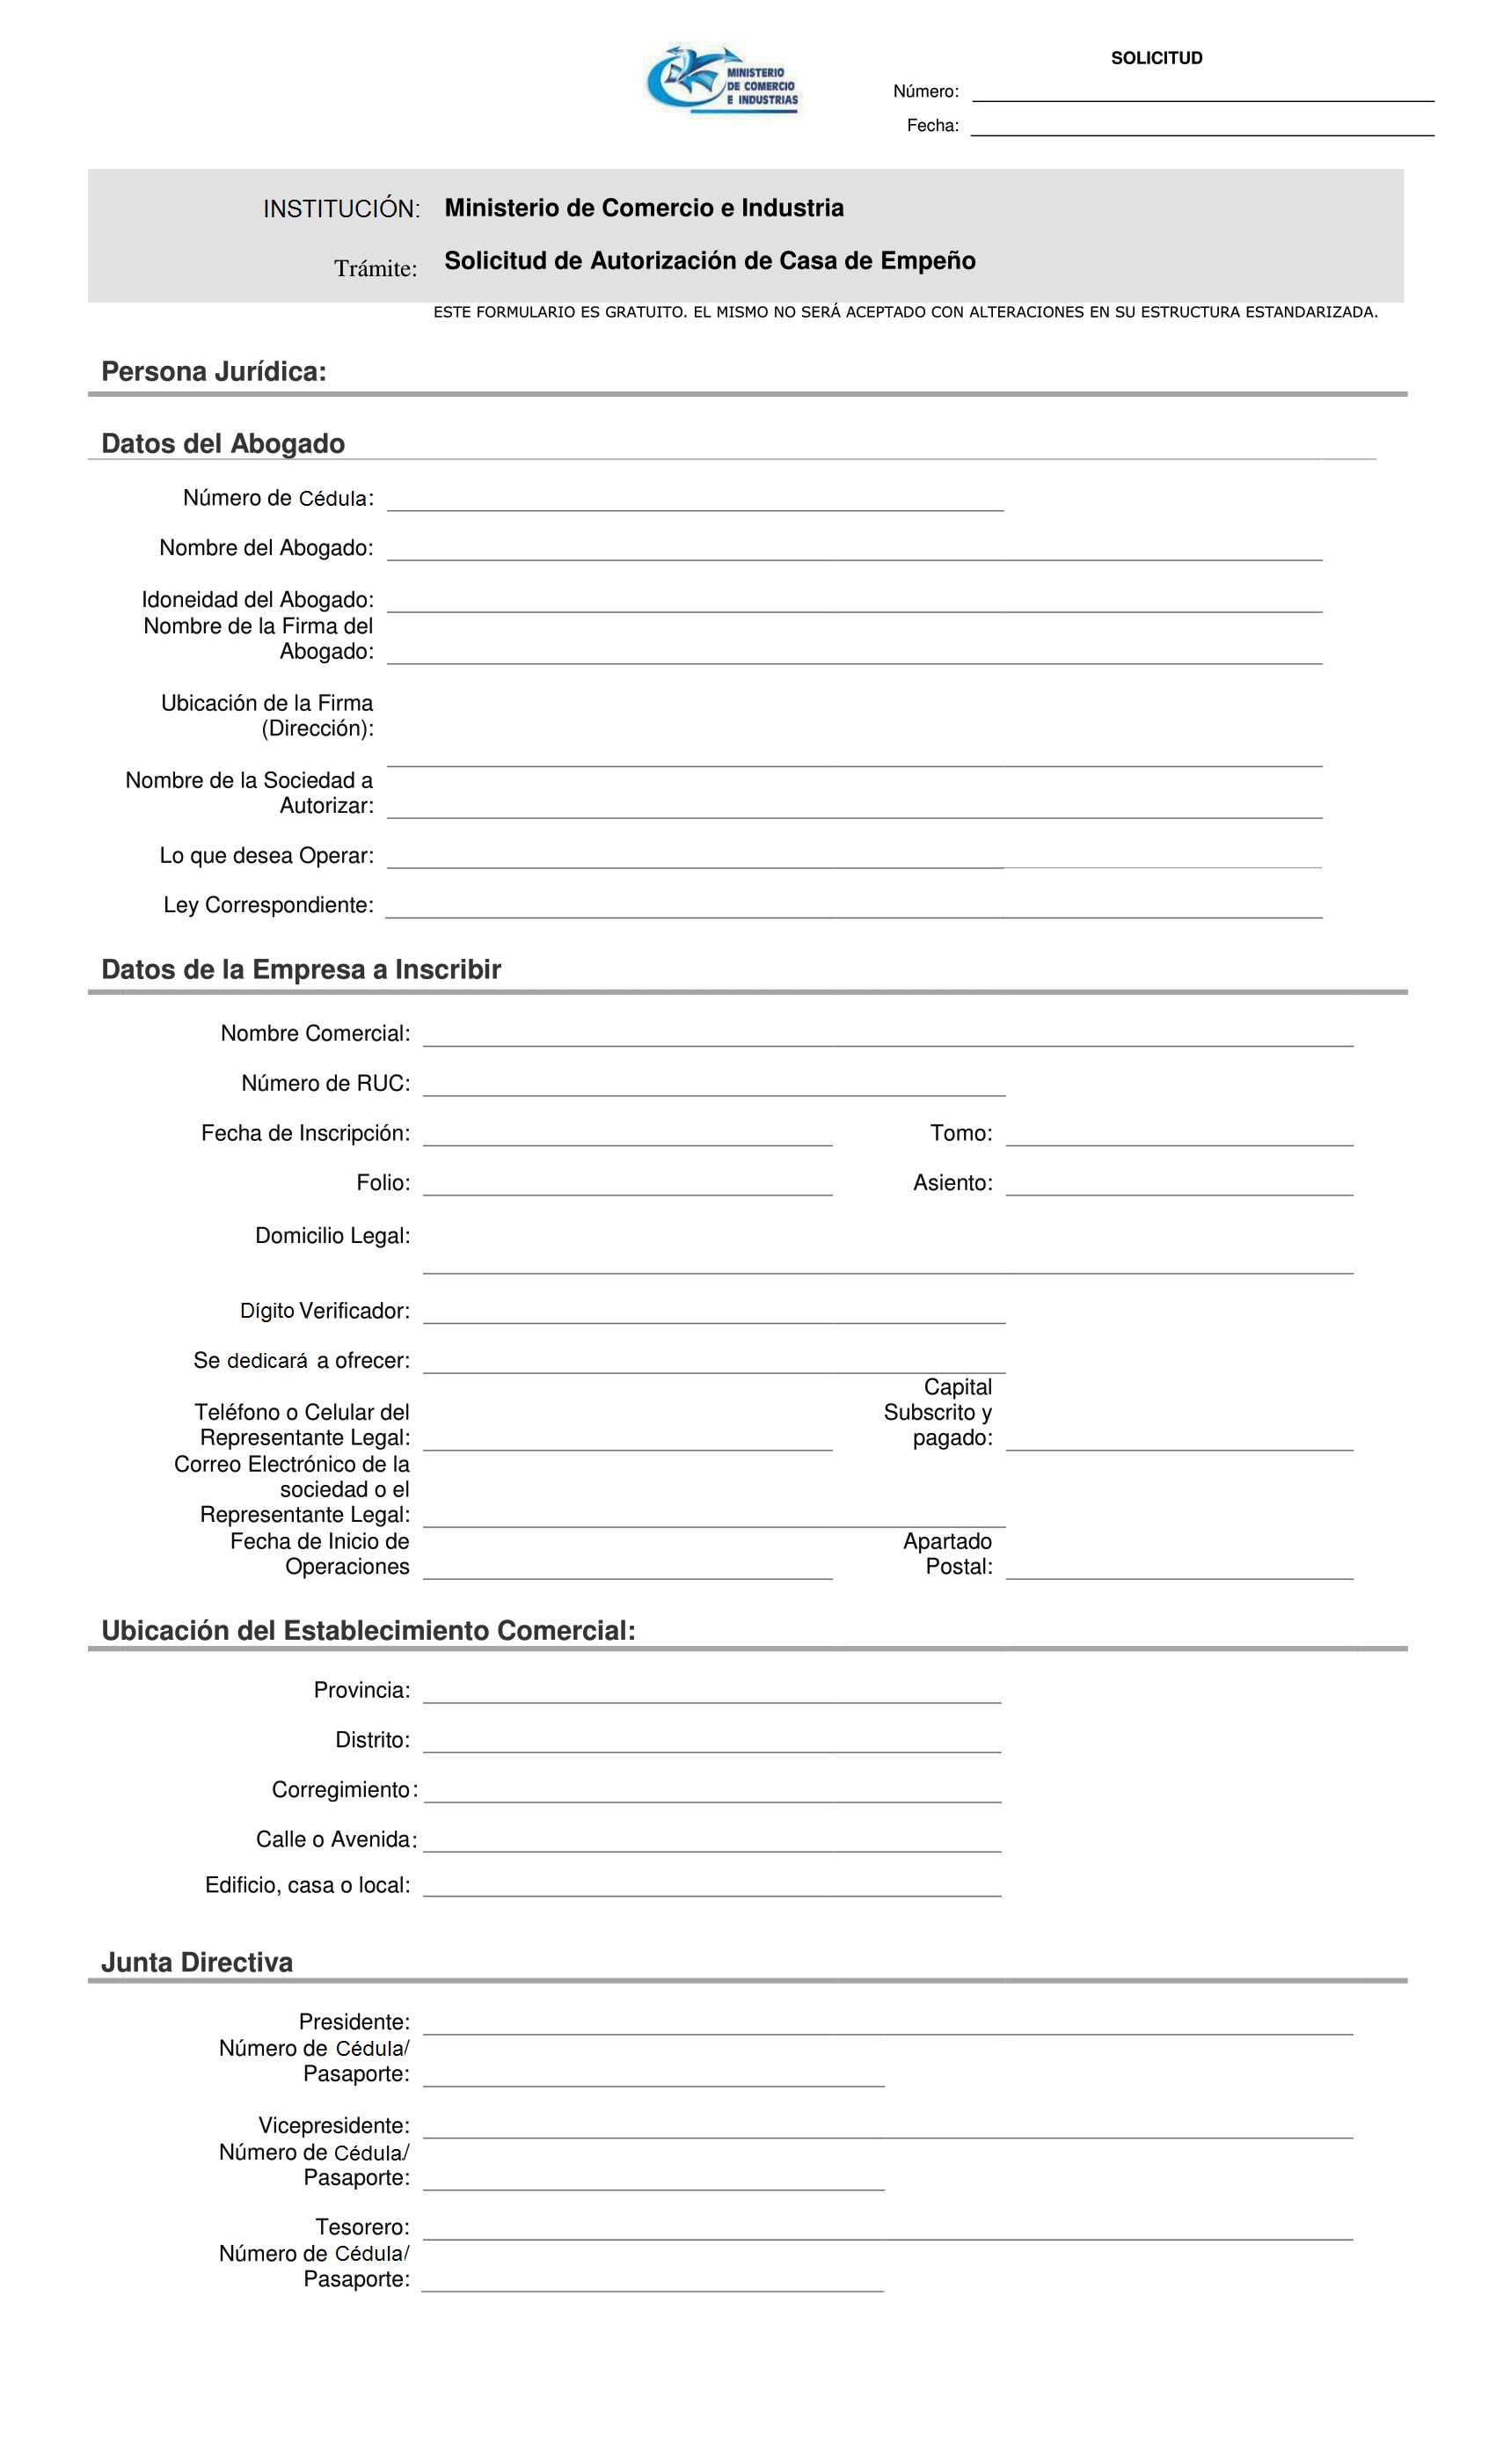 MINISTERIO
DE COMERCIO
E INDUSTRIAS
SOLICITUD
Número:
Fecha:
INSTITUCIÓN: Ministerio de Comercio e Industria
Trámite: Solicitud de Autorización de Casa de Empeño
ESTE FORMULARIO ES GRATUITO. EL MISMO NO SERÁ ACEPTADO CON ALTERACIONES EN SU ESTRUCTURA ESTANDARIZADA.
Persona Jurídica:
Datos del Abogado
Número de Cédula:
Nombre del Abogado:
Idoneidad del Abogado:
Nombre de la Firma del
Abogado:
Ubicación de la Firma
(Dirección):
Nombre de la Sociedad a
Autorizar:
Lo que desea Operar:
Ley Correspondiente:
Datos de la Empresa a Inscribir
Nombre Comercial:
Número de RUC:
Fecha de Inscripción: Tomo:
Folio: Asiento:
Domicilio Legal:
Dígito Verificador:
Se dedicará a ofrecer:
Teléfono o Celular del
Representante Legal:
Capital
Subscrito y
pagado:
Correo Electrónico de la
sociedad o el
Representante Legal:
Fecha de Inicio de
Operaciones
Apartado
Postal:
Ubicación del Establecimiento Comercial:
Provincia:
Distrito:
Corregimiento:
Calle o Avenida:
Edificio, casa o local:
Junta Directiva
Presidente:
Número de Cédula/
Pasaporte:
Vicepresidente:
Número de Cédula/
Pasaporte:
Tesorero:
Número de Cédula/
Pasaporte: